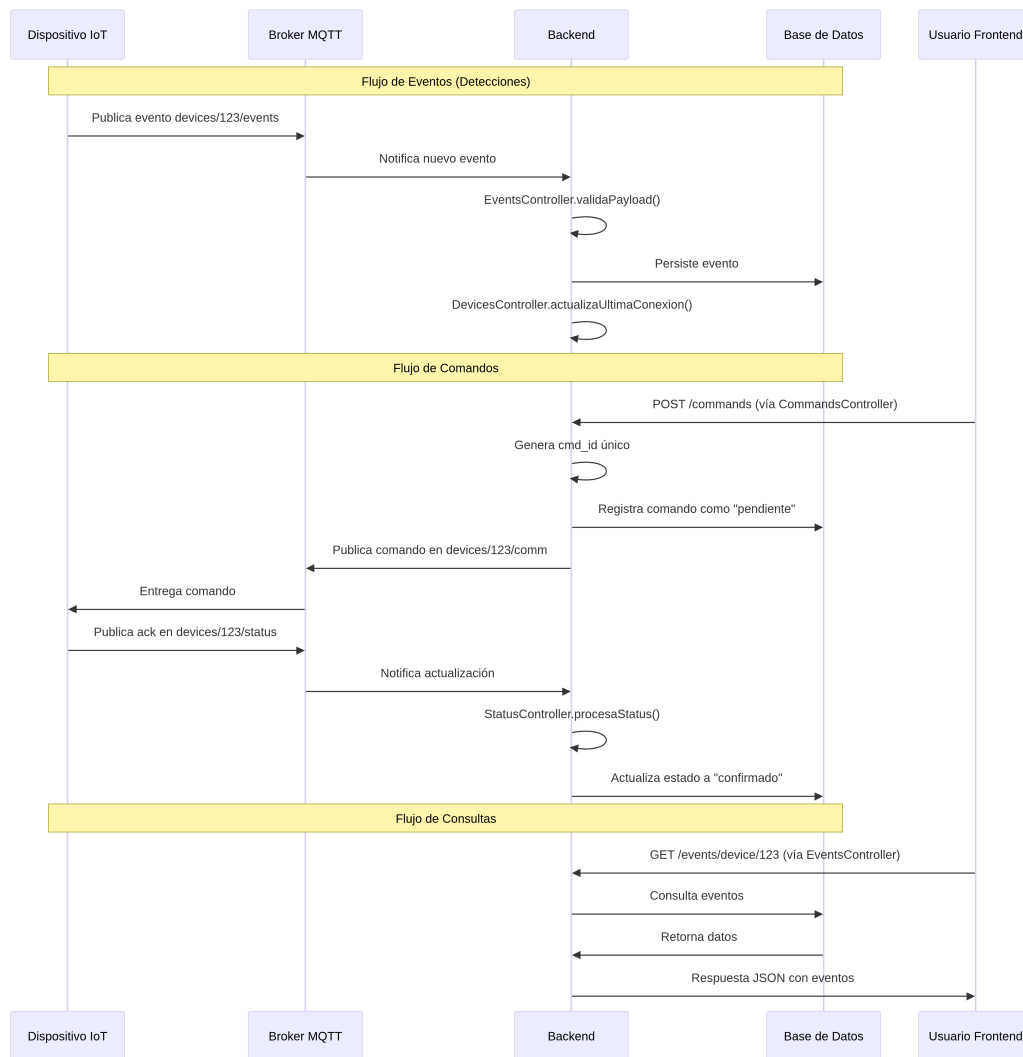 Dispositivo IoT
Broker MQTT
Backend
Base de Datos
Usuario Frontend
Flujo de Eventos (Detecciones)
Publica evento devices/123/events
Notifica nuevo evento
EventsController.validaPayload()
Persiste evento
DevicesController.actualizaUltimaConexion()
Flujo de Comandos
POST /commands (vía CommandsController)
Genera cmd_id único
Registra comando como "pendiente"
Publica comando en devices/123/comm
Entrega comando
Publica ack en devices/123/status
Notifica actualización
StatusController.procesaStatus()
Actualiza estado a "confirmado"
Flujo de Consultas
GET /events/device/123 (vía EventsController)
Consulta eventos
Retorna datos
Respuesta JSON con eventos
Dispositivo IoT
Broker MQTT
Backend
Base de Datos
Usuario Frontend